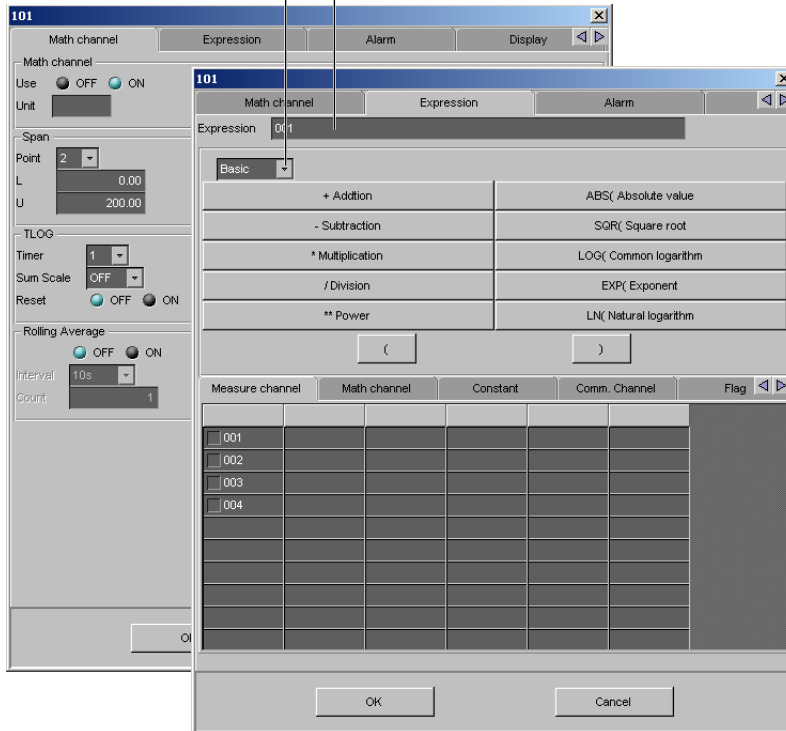 101
Math channel Expression Alarm Display
Math channel
Use OFF ON
Unit
Span
Point 2
L 0.00
U 200.00
TLOG
Timer 1
Sum Scale OFF
Reset OFF ON
Rolling Average
OFF ON
Interval 10s
Count 1
101
Math channel Expression Alarm
Expression 001
Basic
+ Addtion ABS( Absolute value
- Subtraction SQR( Square root
* Multiplication LOG( Common logarithm
/ Division EXP( Exponent
** Power LN( Natural logarithm
( )
Measure channel Math channel Constant Comm. Channel Flag
001
002
003
004
OK Cancel